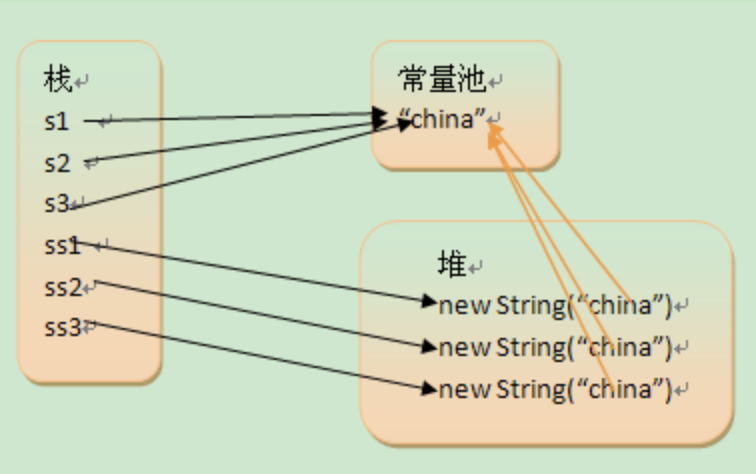 栈
s1
s2
s3
ss1
ss2
ss3
常量池
“china”
堆
new String(“china”)
new String(“china”)
new String(“china”)